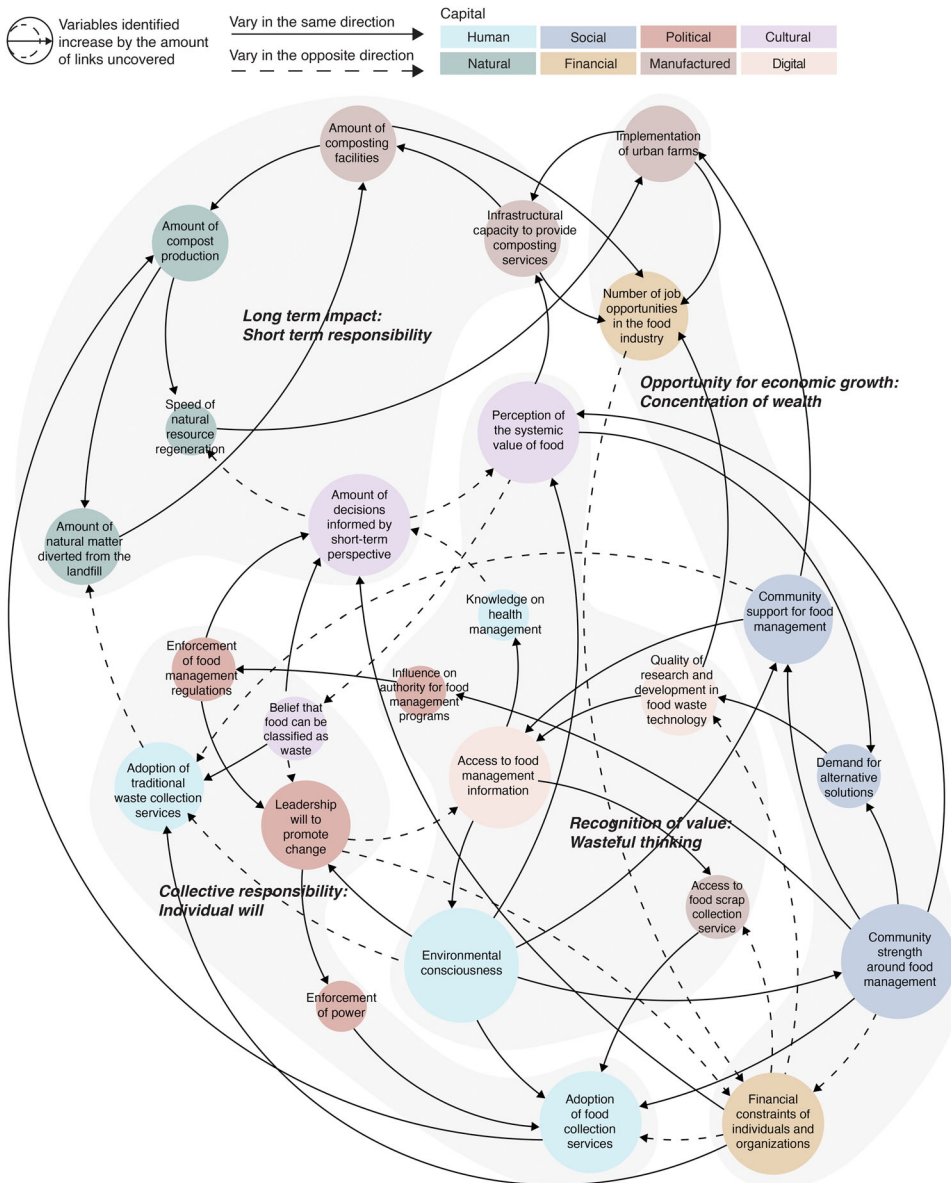 Variables identified
increase by the amount
of links uncovered
Vary in the same direction
Vary in the opposite direction
Capital
Human
Social
Political
Cultural
Natural
Financial
Manufactured
Digital
Amount of
composting
facilities
Implementation
of urban farms
Amount of
compost
production
Infrastructural
capacity to provide
composting
services
Number of job
opportunities
in the food
industry
Long term impact:
Short term responsibility
Opportunity for economic growth:
Concentration of wealth
Speed of
natural
resource
regeneration
Perception of
the systemic
value of food
Amount of
decisions
informed by
short-term
perspective
Amount of
natural matter
diverted from the
landfill
Knowledge on
health
management
Community
support for food
management
Enforcement
of food
management
regulations
Influence on
authority for food
management
programs
Quality of
research and
development in
food waste
technology
Belief that
food can be
classified as
waste
Adoption of
traditional
waste collection
services
Access to food
management
information
Demand for
alternative
solutions
Leadership
will to
promote
change
Recognition of value:
Wasteful thinking
Collective responsibility:
Individual will
Access to
food scrap
collection
service
Environmental
consciousness
Community
strength
around food
management
Enforcement
of power
Adoption
of food
collection
services
Financial
constraints of
individuals and
organizations